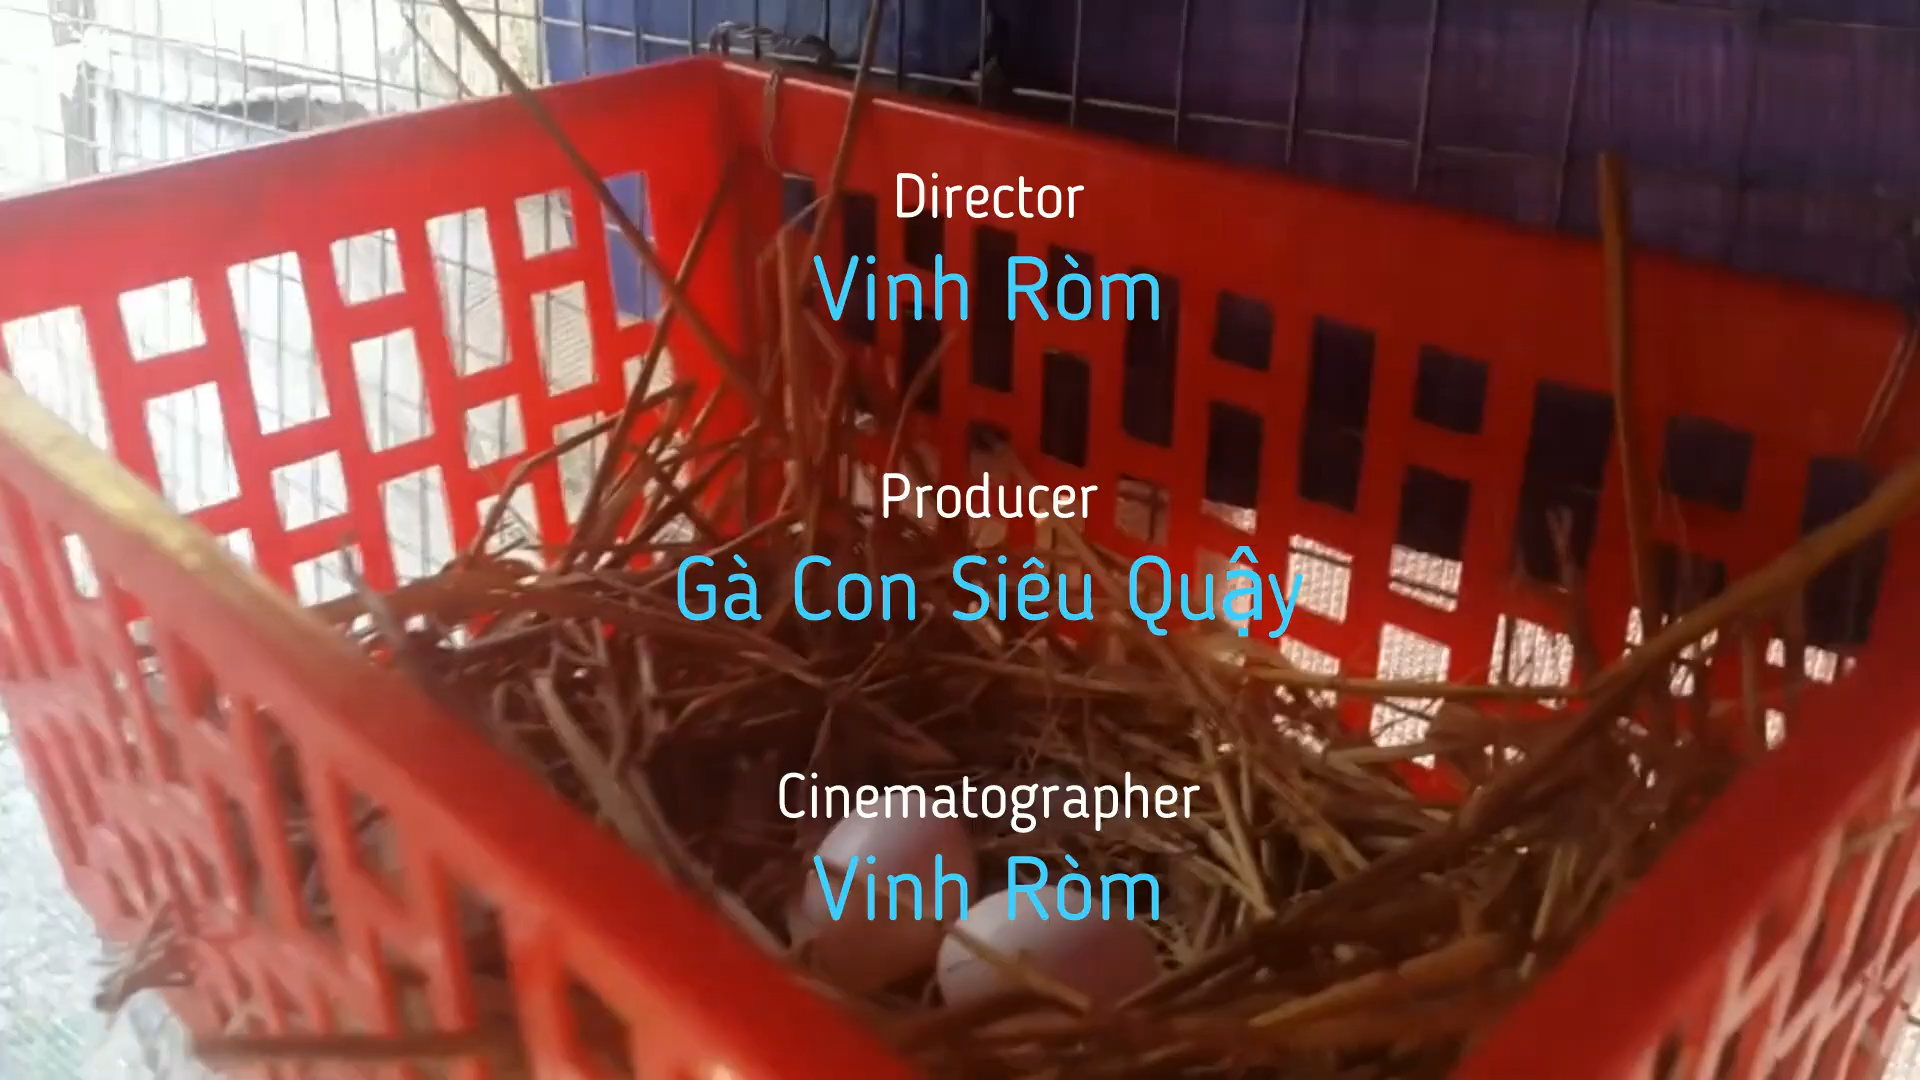 Director
Vinh Ròm
Producer
Gà Con Siêu Quậy
Cinematographer
Vinh Ròm